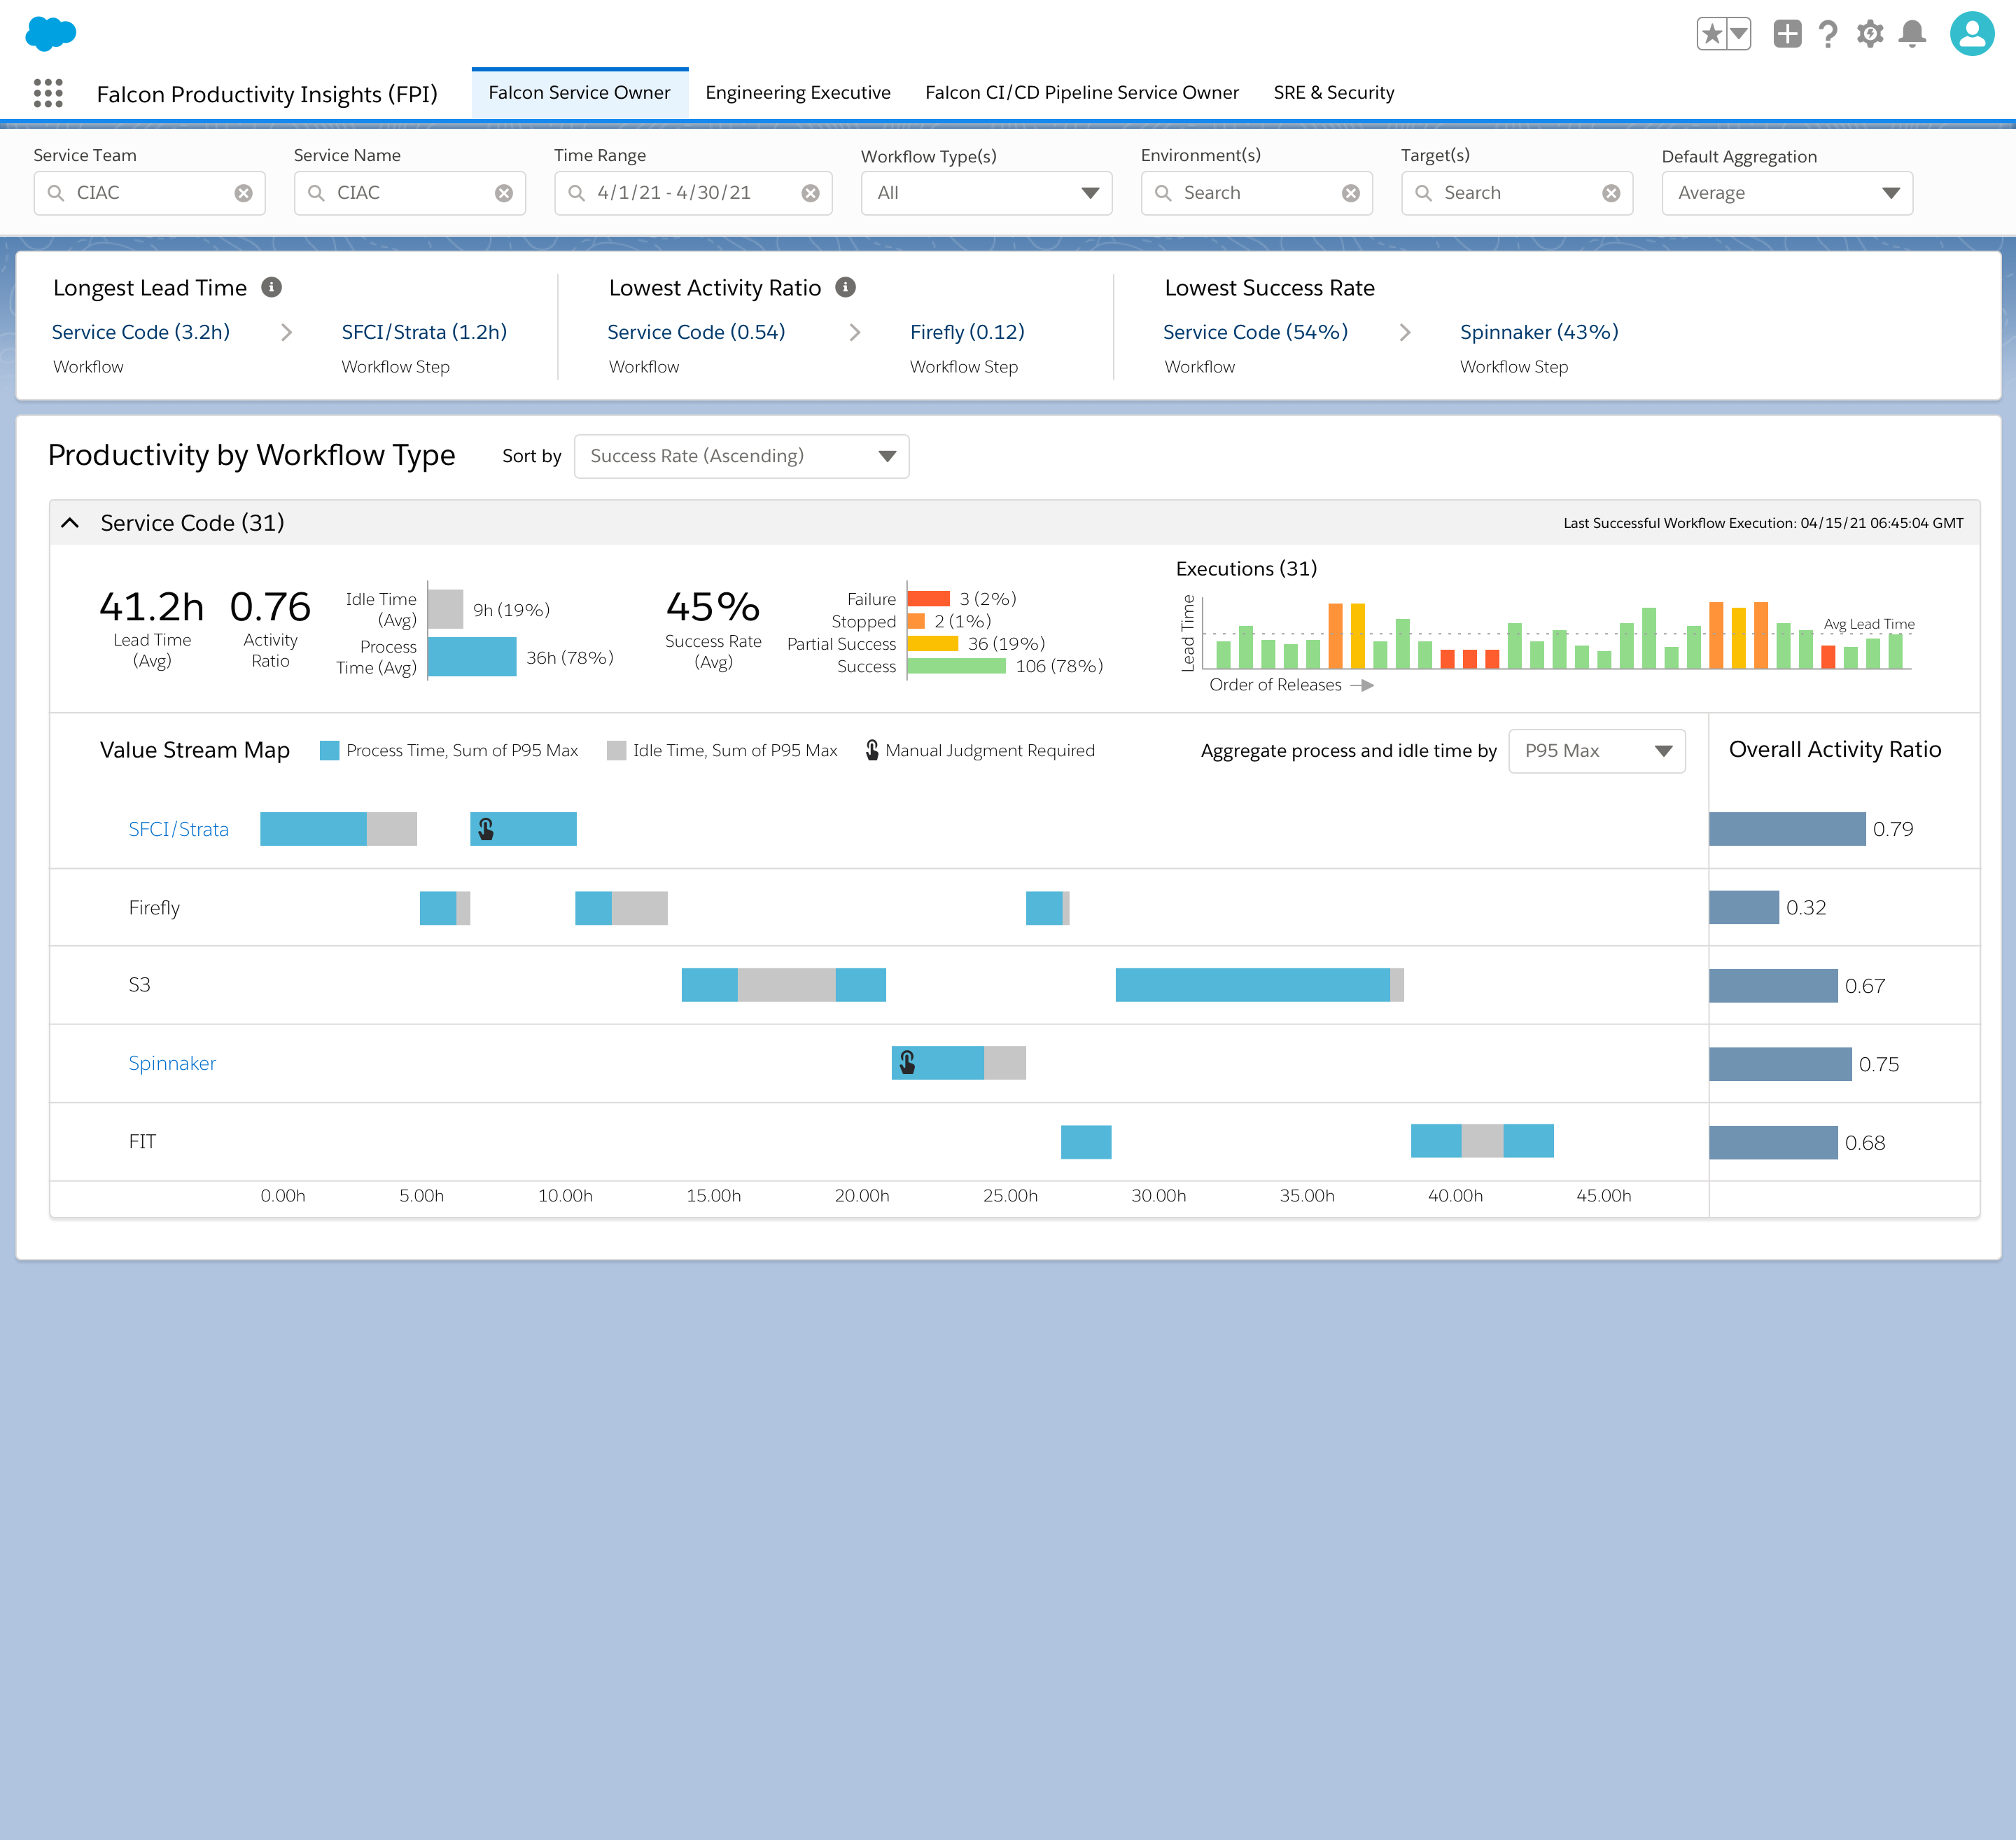 Falcon Productivity Insights (FPI)
Falcon Service Owner
Engineering Executive
Falcon CI/CD Pipeline Service Owner
SRE & Security
Service Team
Service Name
Time Range
Workflow Type(s)
Environment(s)
Target(s)
Default Aggregation
CIAC
CIAC
4/1/21 - 4/30/21
All
Search
Search
Average
Longest Lead Time
Service Code (3.2h)
SFCI/Strata (1.2h)
Workflow
Workflow Step
Lowest Activity Ratio
Service Code (0.54)
Firefly (0.12)
Workflow
Workflow Step
Lowest Success Rate
Service Code (54%)
Spinnaker (43%)
Workflow
Workflow Step
Productivity by Workflow Type
Sort by
Success Rate (Ascending)
Service Code (31)
Last Successful Workflow Execution: 04/15/21 06:45:04 GMT
41.2h
Lead Time
(Avg)
0.76
Activity
Ratio
Idle Time
(Avg)
9h (19%)
Process
Time (Avg)
36h (78%)
45%
Success Rate
(Avg)
Failure
3 (2%)
Stopped
2 (1%)
Partial Success
36 (19%)
Success
106 (78%)
Executions (31)
Lead Time
Avg Lead Time
Order of Releases
Value Stream Map
Process Time, Sum of P95 Max
Idle Time, Sum of P95 Max
Manual Judgment Required
Aggregate process and idle time by
P95 Max
Overall Activity Ratio
SFCI/Strata
0.79
Firefly
0.32
S3
0.67
Spinnaker
0.75
FIT
0.68
0.00h
5.00h
10.00h
15.00h
20.00h
25.00h
30.00h
35.00h
40.00h
45.00h